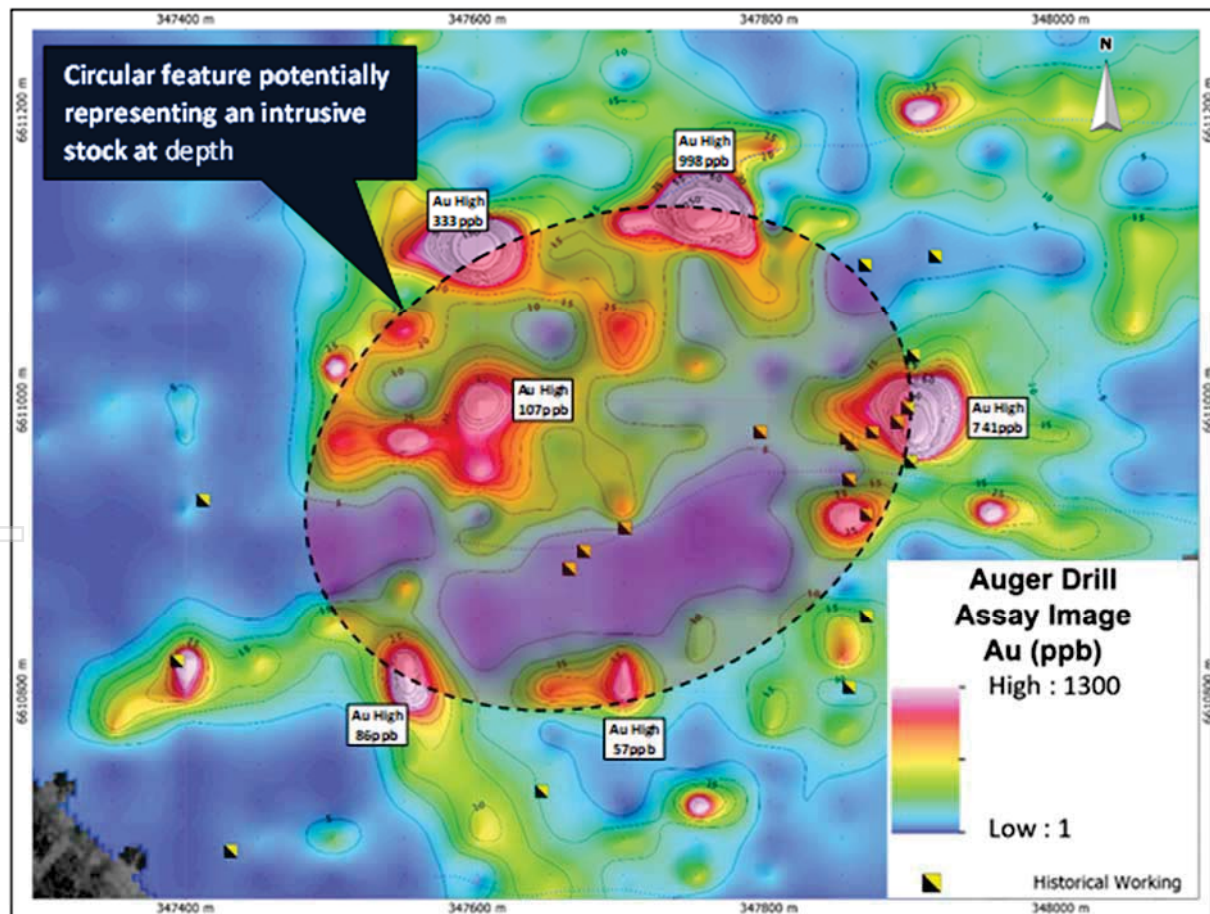 347400 m
347600 m
347800 m
348000 m
6611200 m
6611200 m
N
Circular feature potentially
representing an intrusive
stock at depth
Au High
998ppb
Au High
333ppb
Au High
107ppb
Au High
741ppb
6611000 m
6611000 m
Au High
86ppb
Au High
57ppb
6610800 m
6610800 m
Auger Drill
Assay Image
Au (ppb)
High : 1300
Low : 1
Historical Working
347400 m
347600 m
347800 m
348000 m